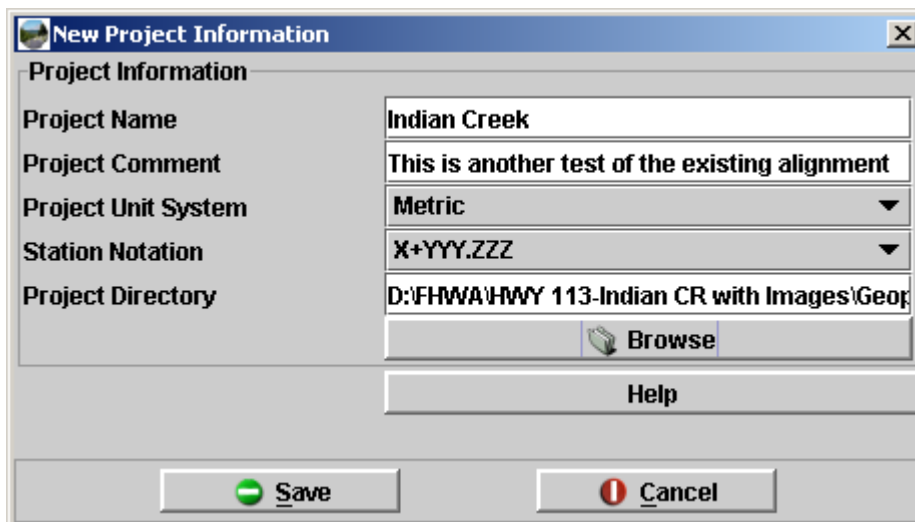 New Project Information
Project Information
Project Name Indian Creek
Project Comment This is another test of the existing alignment
Project Unit System Metric
Station Notation X+YYY.ZZZ
Project Directory D:\FHWA\HWY 113-Indian CR with Images\Geop
Browse
Help
Save Cancel